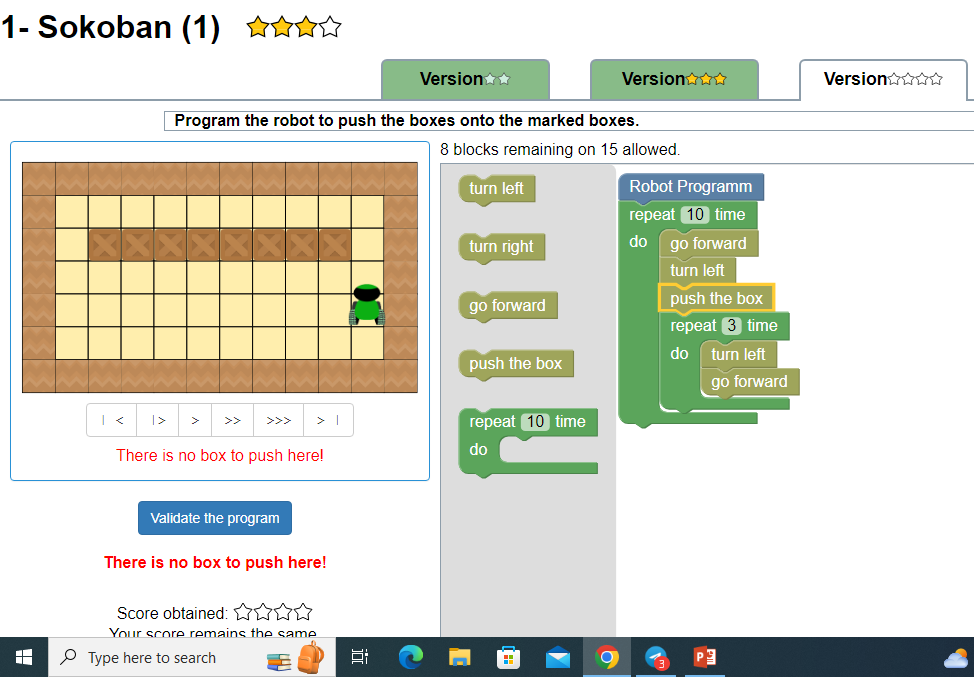 1- Sokoban (1)
Version
Version
Version
Program the robot to push the boxes onto the marked boxes.
8 blocks remaining on 15 allowed.
turn left
turn right
go forward
push the box
repeat 10 time
do
Robot Programm
repeat 10 time
do
go forward
turn left
push the box
repeat 3 time
do
turn left
go forward
| <
| >
>
>>
>>>
> |
There is no box to push here!
Validate the program
There is no box to push here!
Score obtained:
Your score remains the same
Type here to search
3